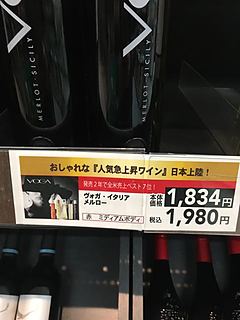 MERLOT・SICILY
MERLOT・SICILY
おしゃれな『人気急上昇ワイン』日本上陸！
VOGA
発売2年で全米売上ベスト7位！
ヴォガ・イタリア
メルロー
赤 ミディアムボディ
本体価格 1,834円
税込 1,980円